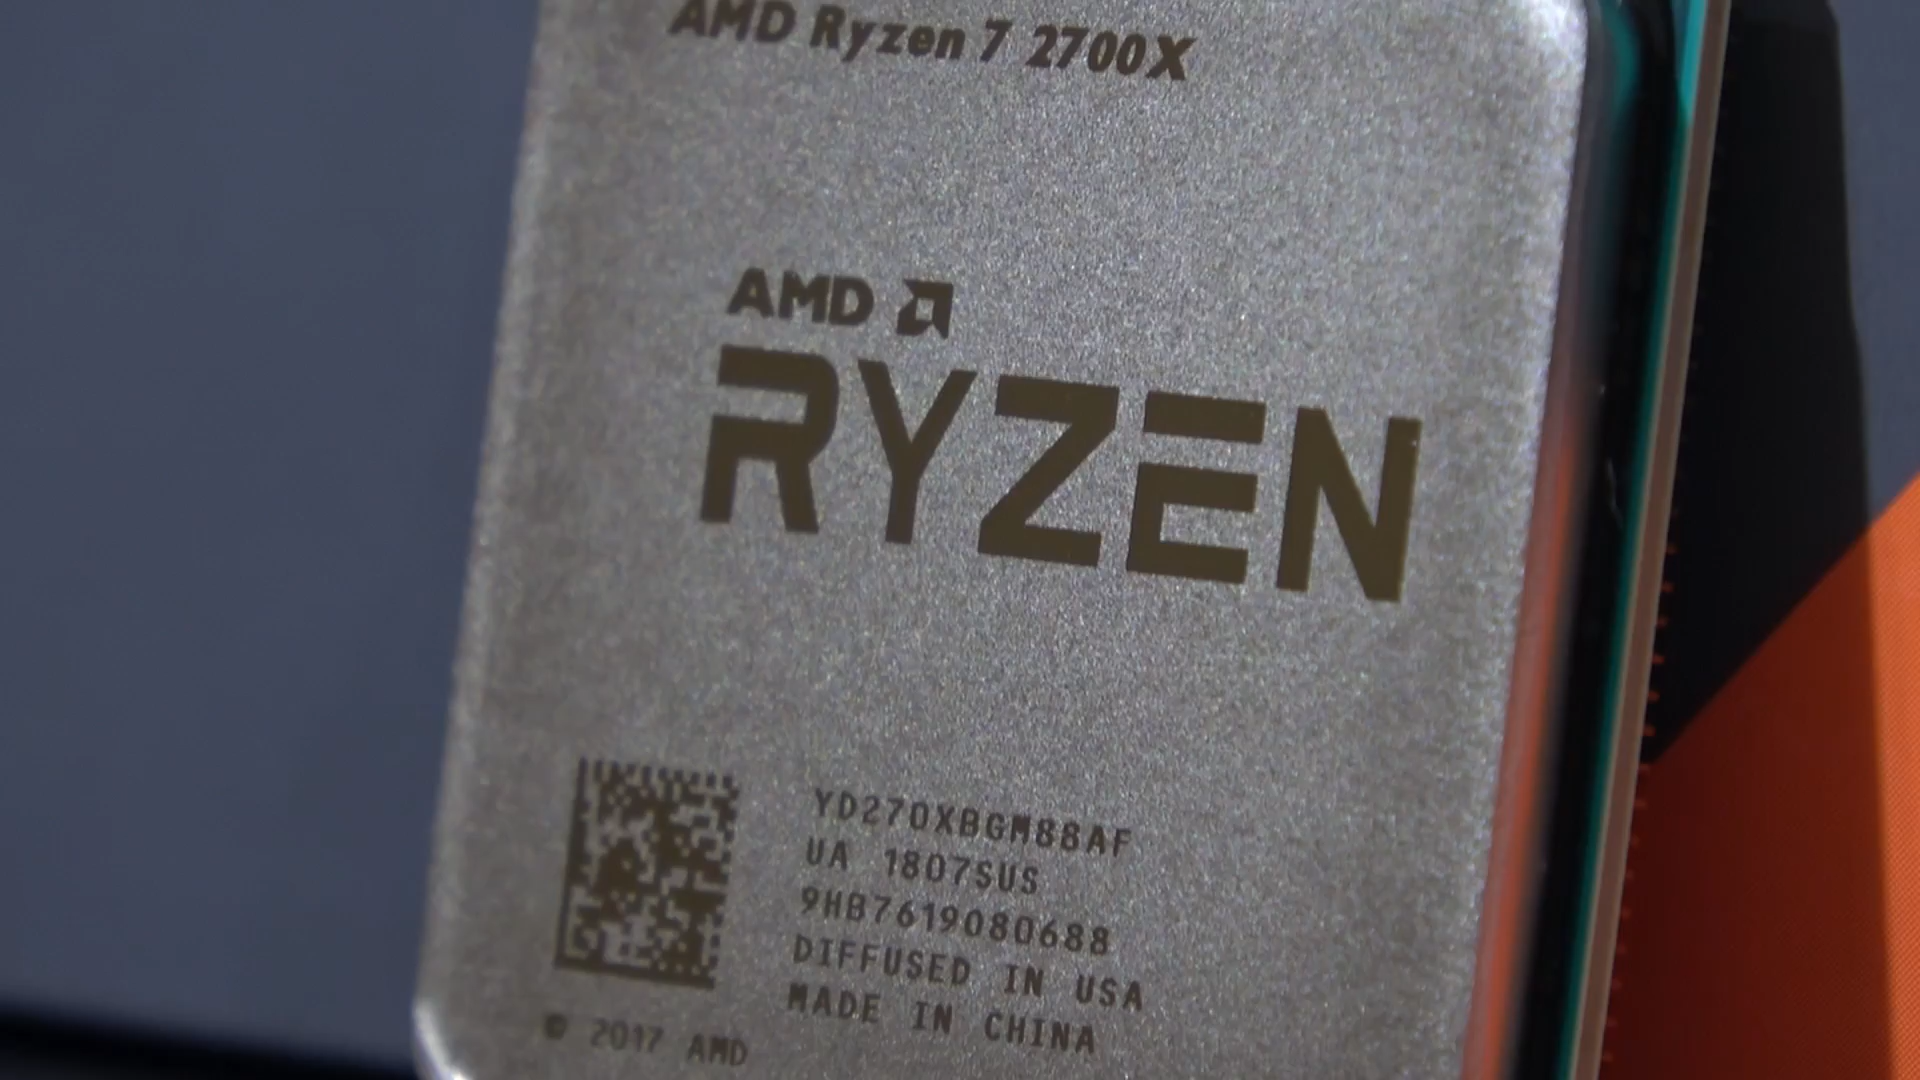 AMD Ryzen 7 2700X
AMD
RYZEN
YD270XBGM88AF
UA 1807SUS
9HB7619080688
DIFFUSED IN USA
MADE IN CHINA
© 2017 AMD